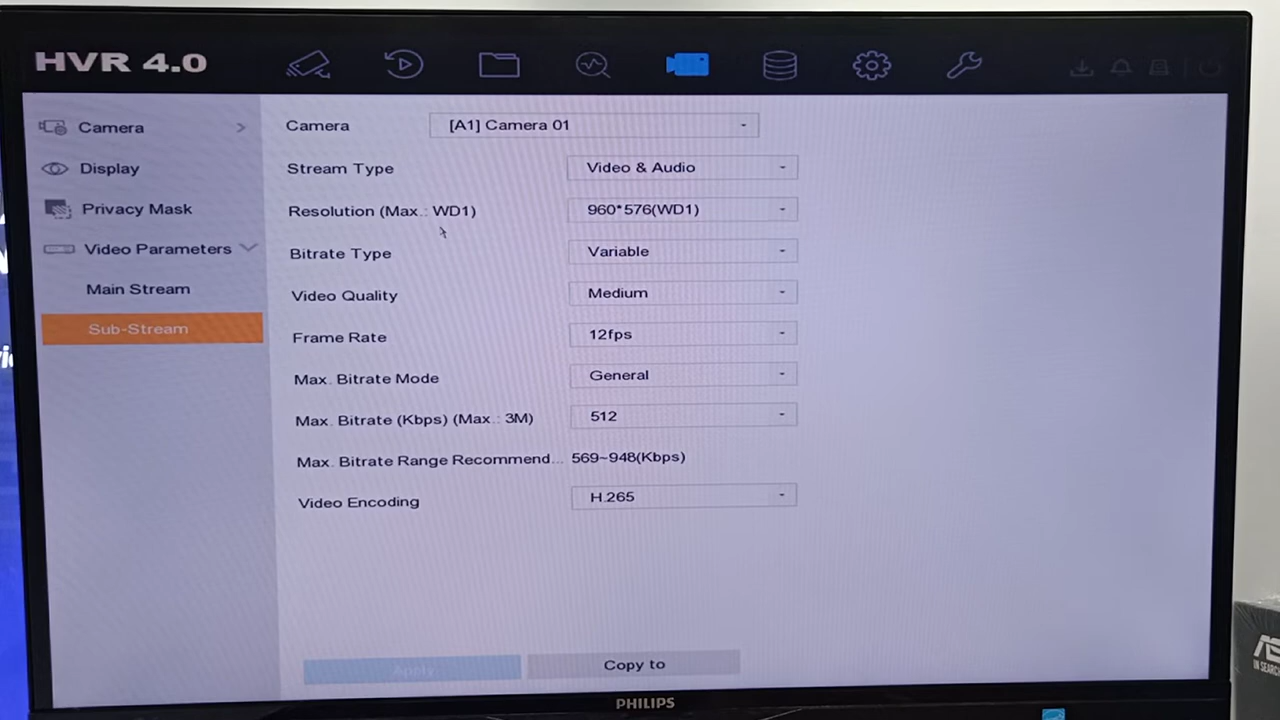 HVR 4.0
Camera
Display
Privacy Mask
Video Parameters
Main Stream
Sub-Stream
Camera [A1] Camera 01
Stream Type Video & Audio
Resolution (Max.: WD1) 960*576(WD1)
Bitrate Type Variable
Video Quality Medium
Frame Rate 12fps
Max. Bitrate Mode General
Max. Bitrate (Kbps) (Max.: 3M) 512
Max. Bitrate Range Recommend... 569~948(Kbps)
Video Encoding H.265
Apply
Copy to
PHILIPS
IN SEARC